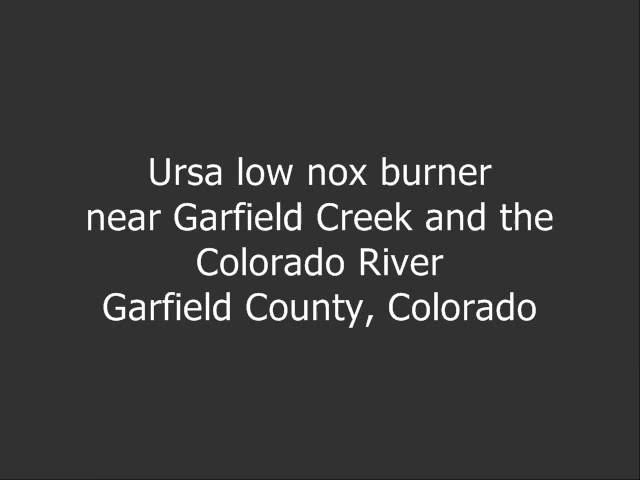 Ursa low nox burner
near Garfield Creek and the
Colorado River
Garfield County, Colorado